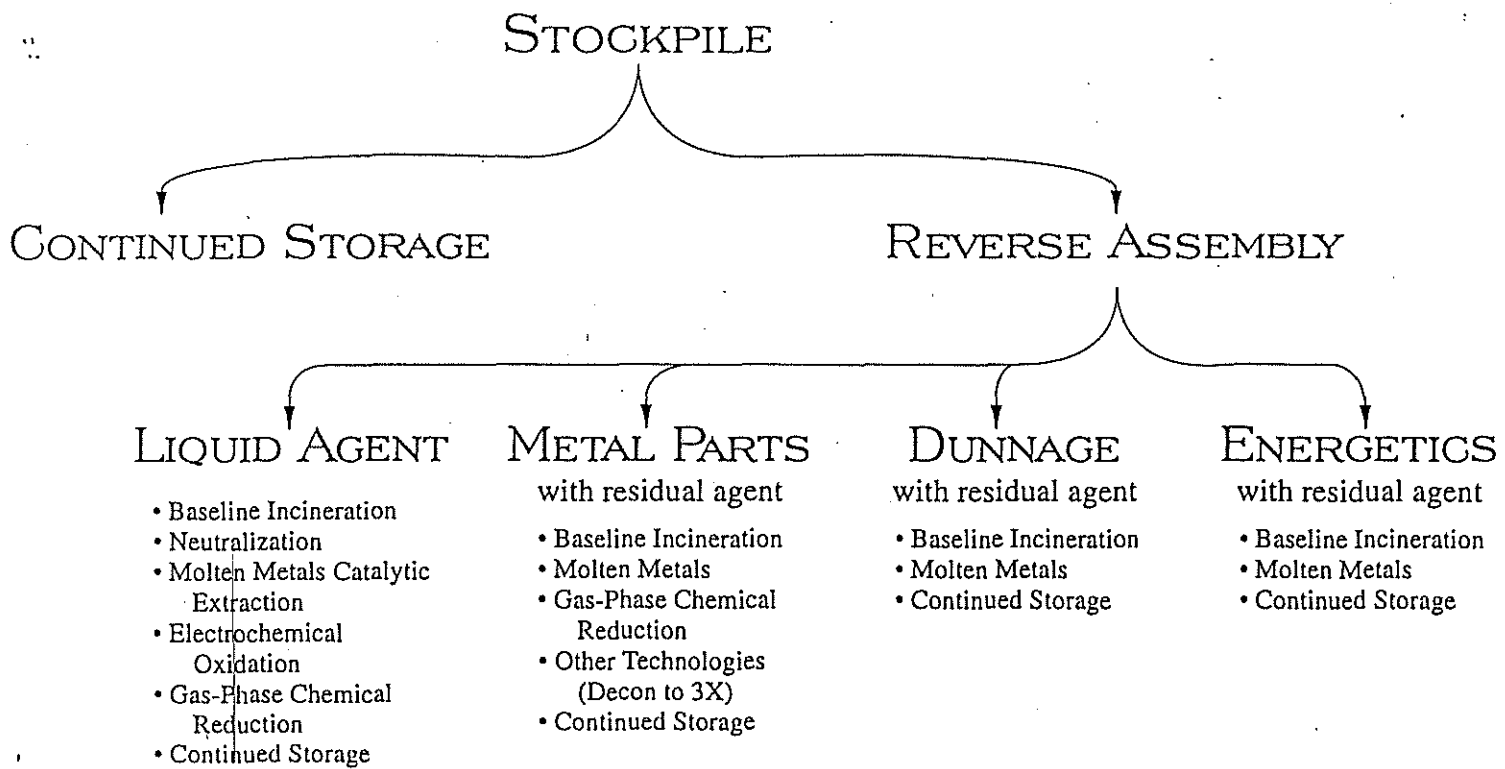 STOCKPILE
CONTINUED STORAGE
REVERSE ASSEMBLY
LIQUID AGENT
• Baseline Incineration
• Neutralization
• Molten Metals Catalytic
Extraction
• Electrochemical
Oxidation
• Gas-Phase Chemical
Reduction
• Continued Storage
METAL PARTS
with residual agent
• Baseline Incineration
• Molten Metals
• Gas-Phase Chemical
Reduction
• Other Technologies
(Decon to 3X)
• Continued Storage
DUNNAGE
with residual agent
• Baseline Incineration
• Molten Metals
• Continued Storage
ENERGETICS
with residual agent
• Baseline Incineration
• Molten Metals
• Continued Storage